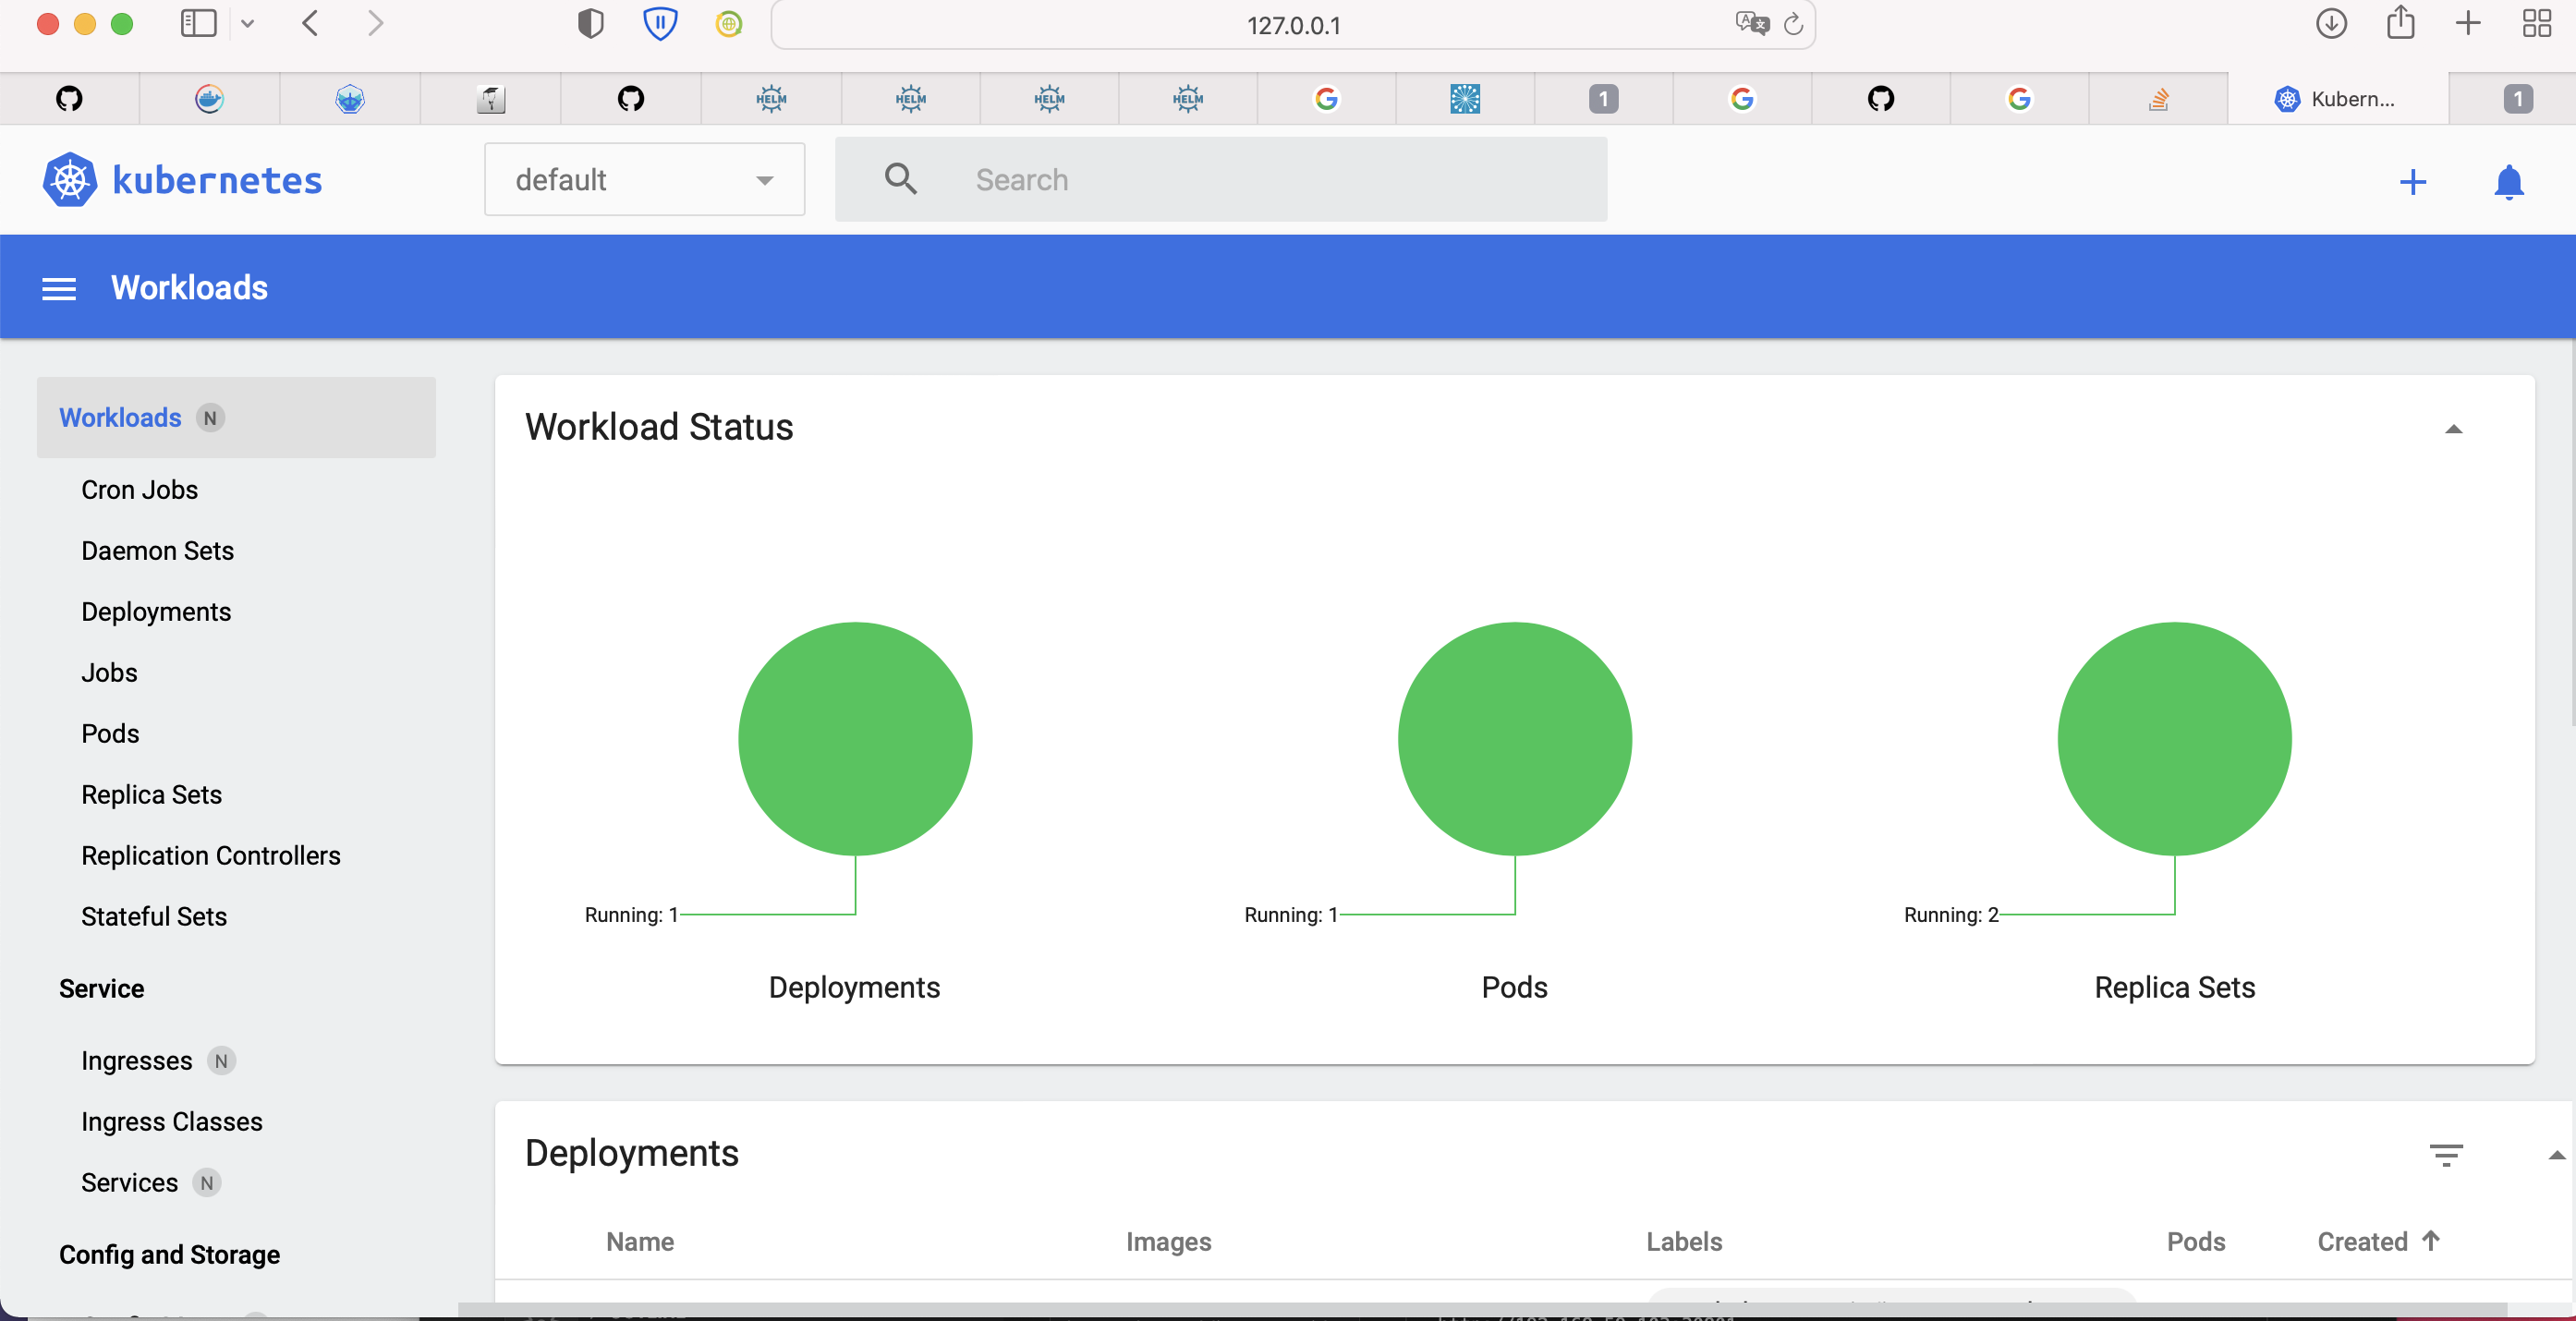 127.0.0.1
HELM HELM HELM HELM 1 Kubern... 1
kubernetes default Search
Workloads
Workloads N
Cron Jobs
Daemon Sets
Deployments
Jobs
Pods
Replica Sets
Replication Controllers
Stateful Sets
Service
Ingresses N
Ingress Classes
Services N
Config and Storage
Workload Status
Running: 1
Deployments
Running: 1
Pods
Running: 2
Replica Sets
Deployments
Name Images Labels Pods Created